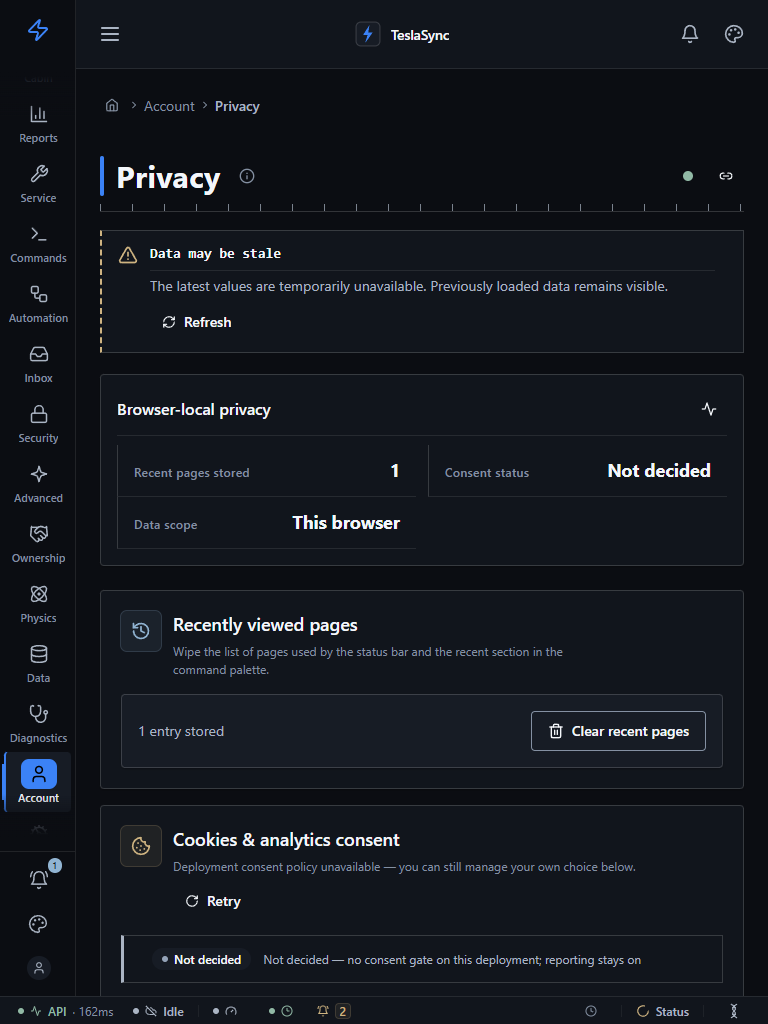 TeslaSync
Account
Privacy
Reports
Service
Commands
Automation
Inbox
Security
Advanced
Ownership
Physics
Data
Diagnostics
Account
1
Privacy
Data may be stale
The latest values are temporarily unavailable. Previously loaded data remains visible.
Refresh
Browser-local privacy
Recent pages stored 1
Consent status Not decided
Data scope This browser
Recently viewed pages
Wipe the list of pages used by the status bar and the recent section in the
command palette.
1 entry stored
Clear recent pages
Cookies & analytics consent
Deployment consent policy unavailable — you can still manage your own choice below.
Retry
Not decided Not decided — no consent gate on this deployment; reporting stays on
API · 162ms Idle 2 Status